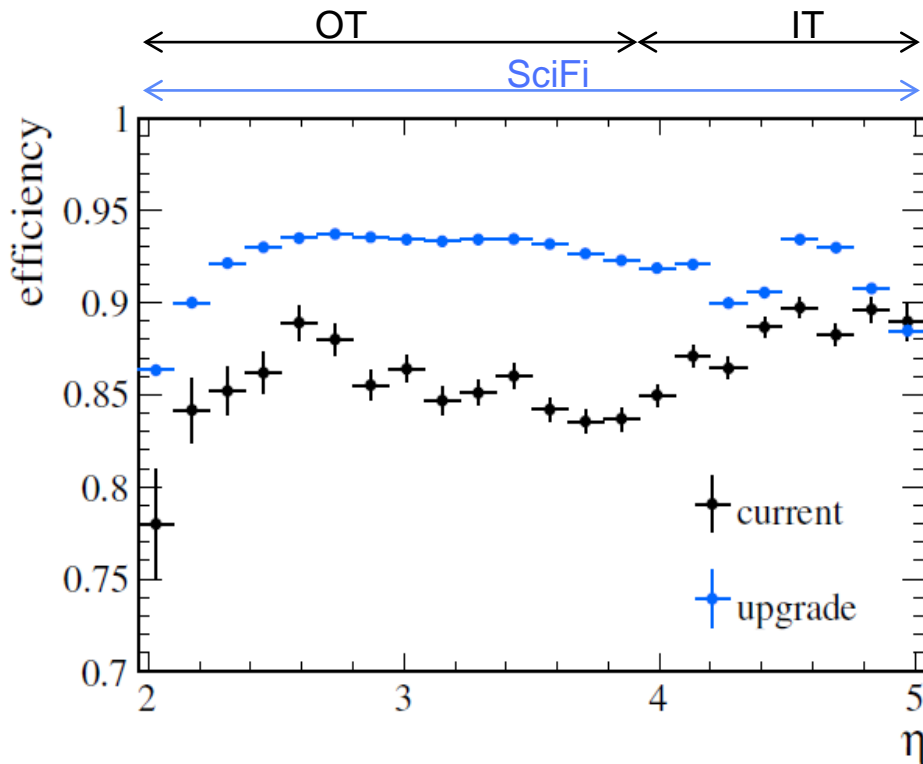 OT IT
SciFi
efficiency
1
0.95
0.9
0.85
0.8
0.75
0.7
2 3 4 5
η
current
upgrade